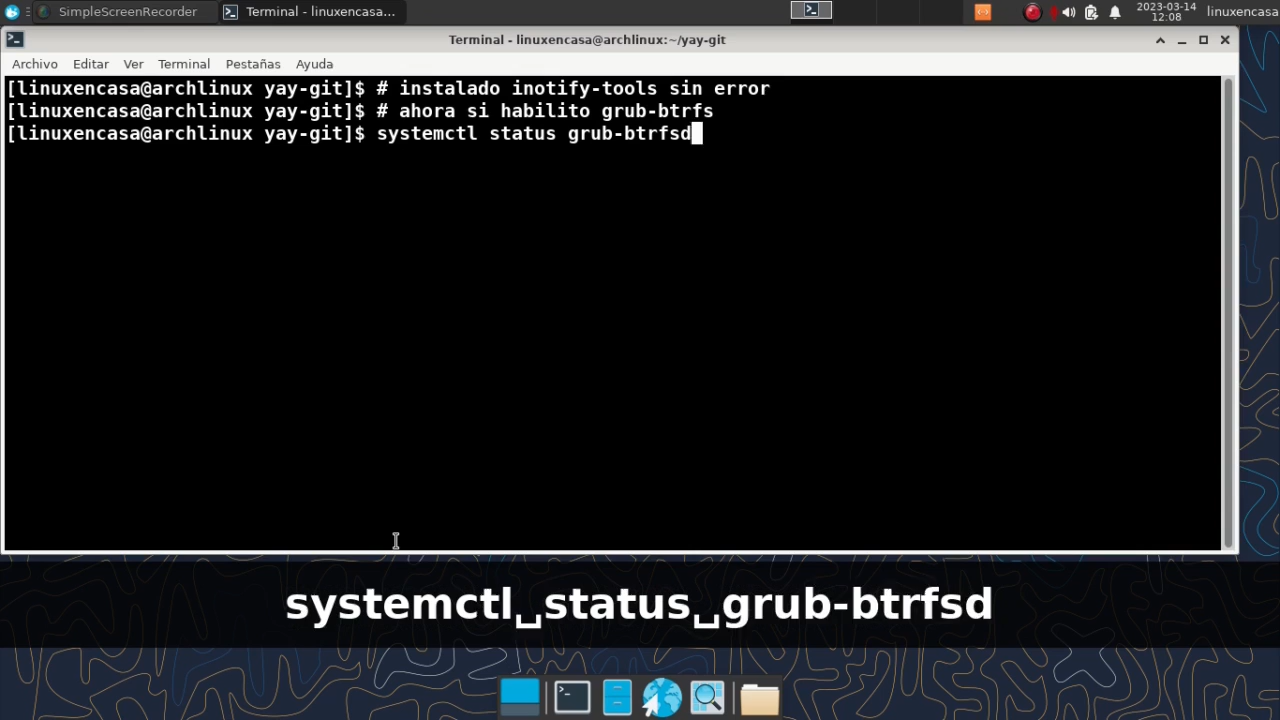 SimpleScreenRecorder
Terminal - linuxencasa...
2023-03-14
12:08
linuxencasa
Terminal - linuxencasa@archlinux:~/yay-git
Archivo Editar Ver Terminal Pestañas Ayuda
[linuxencasa@archlinux yay-git]$ # instalado inotify-tools sin error
[linuxencasa@archlinux yay-git]$ # ahora si habilito grub-btrfs
[linuxencasa@archlinux yay-git]$ systemctl status grub-btrfsd
systemctl␣status␣grub-btrfsd